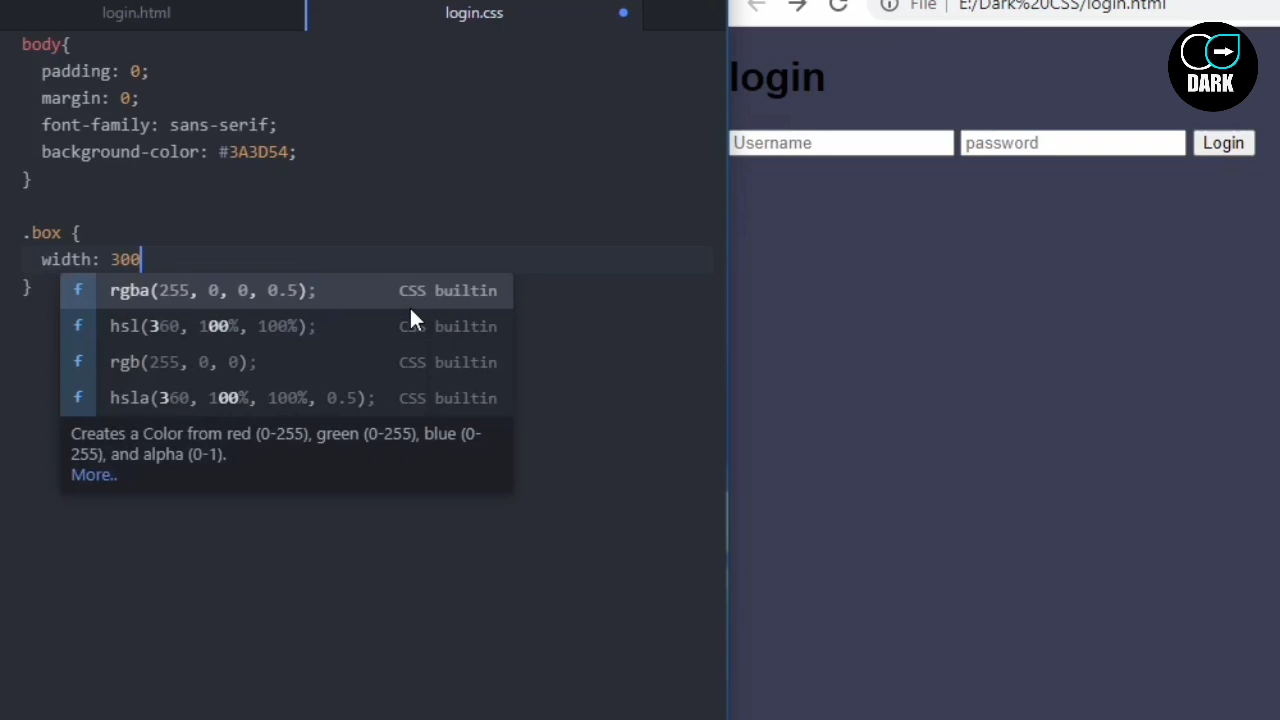 login.html
login.css
body{
padding: 0;
margin: 0;
font-family: sans-serif;
background-color: #3A3D54;
}
.box {
width: 300
}
rgba(255, 0, 0, 0.5); CSS builtin
hsl(360, 100%, 100%); CSS builtin
rgb(255, 0, 0); CSS builtin
hsla(360, 100%, 100%, 0.5); CSS builtin
Creates a Color from red (0-255), green (0-255), blue (0-
255), and alpha (0-1).
More..
File E:/Dark%20CSS/login.html
DARK
login
Username
password
Login